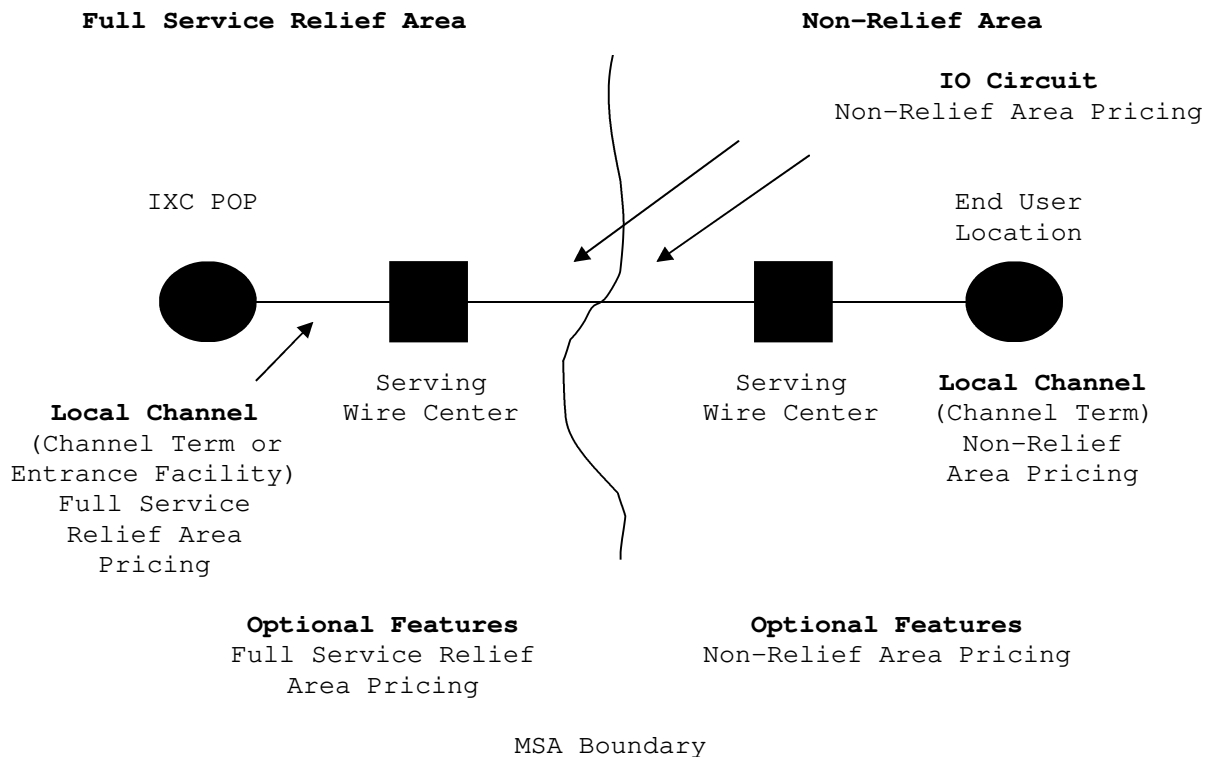 Full Service Relief Area
Non-Relief Area
IO Circuit
Non-Relief Area Pricing
IXC POP
End User
Location
Serving
Wire Center
Serving
Wire Center
Local Channel
(Channel Term or
Entrance Facility)
Full Service
Relief Area
Pricing
Local Channel
(Channel Term)
Non-Relief
Area Pricing
Optional Features
Full Service Relief
Area Pricing
Optional Features
Non-Relief Area Pricing
MSA Boundary